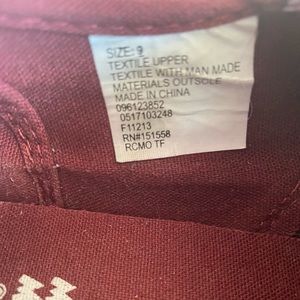 SIZE: 9
TEXTILE UPPER
TEXTILE WITH MAN MADE
MATERIALS OUTSOLE
MADE IN CHINA
096123852
0517103248
F11213
RN#151558
RCMO TF